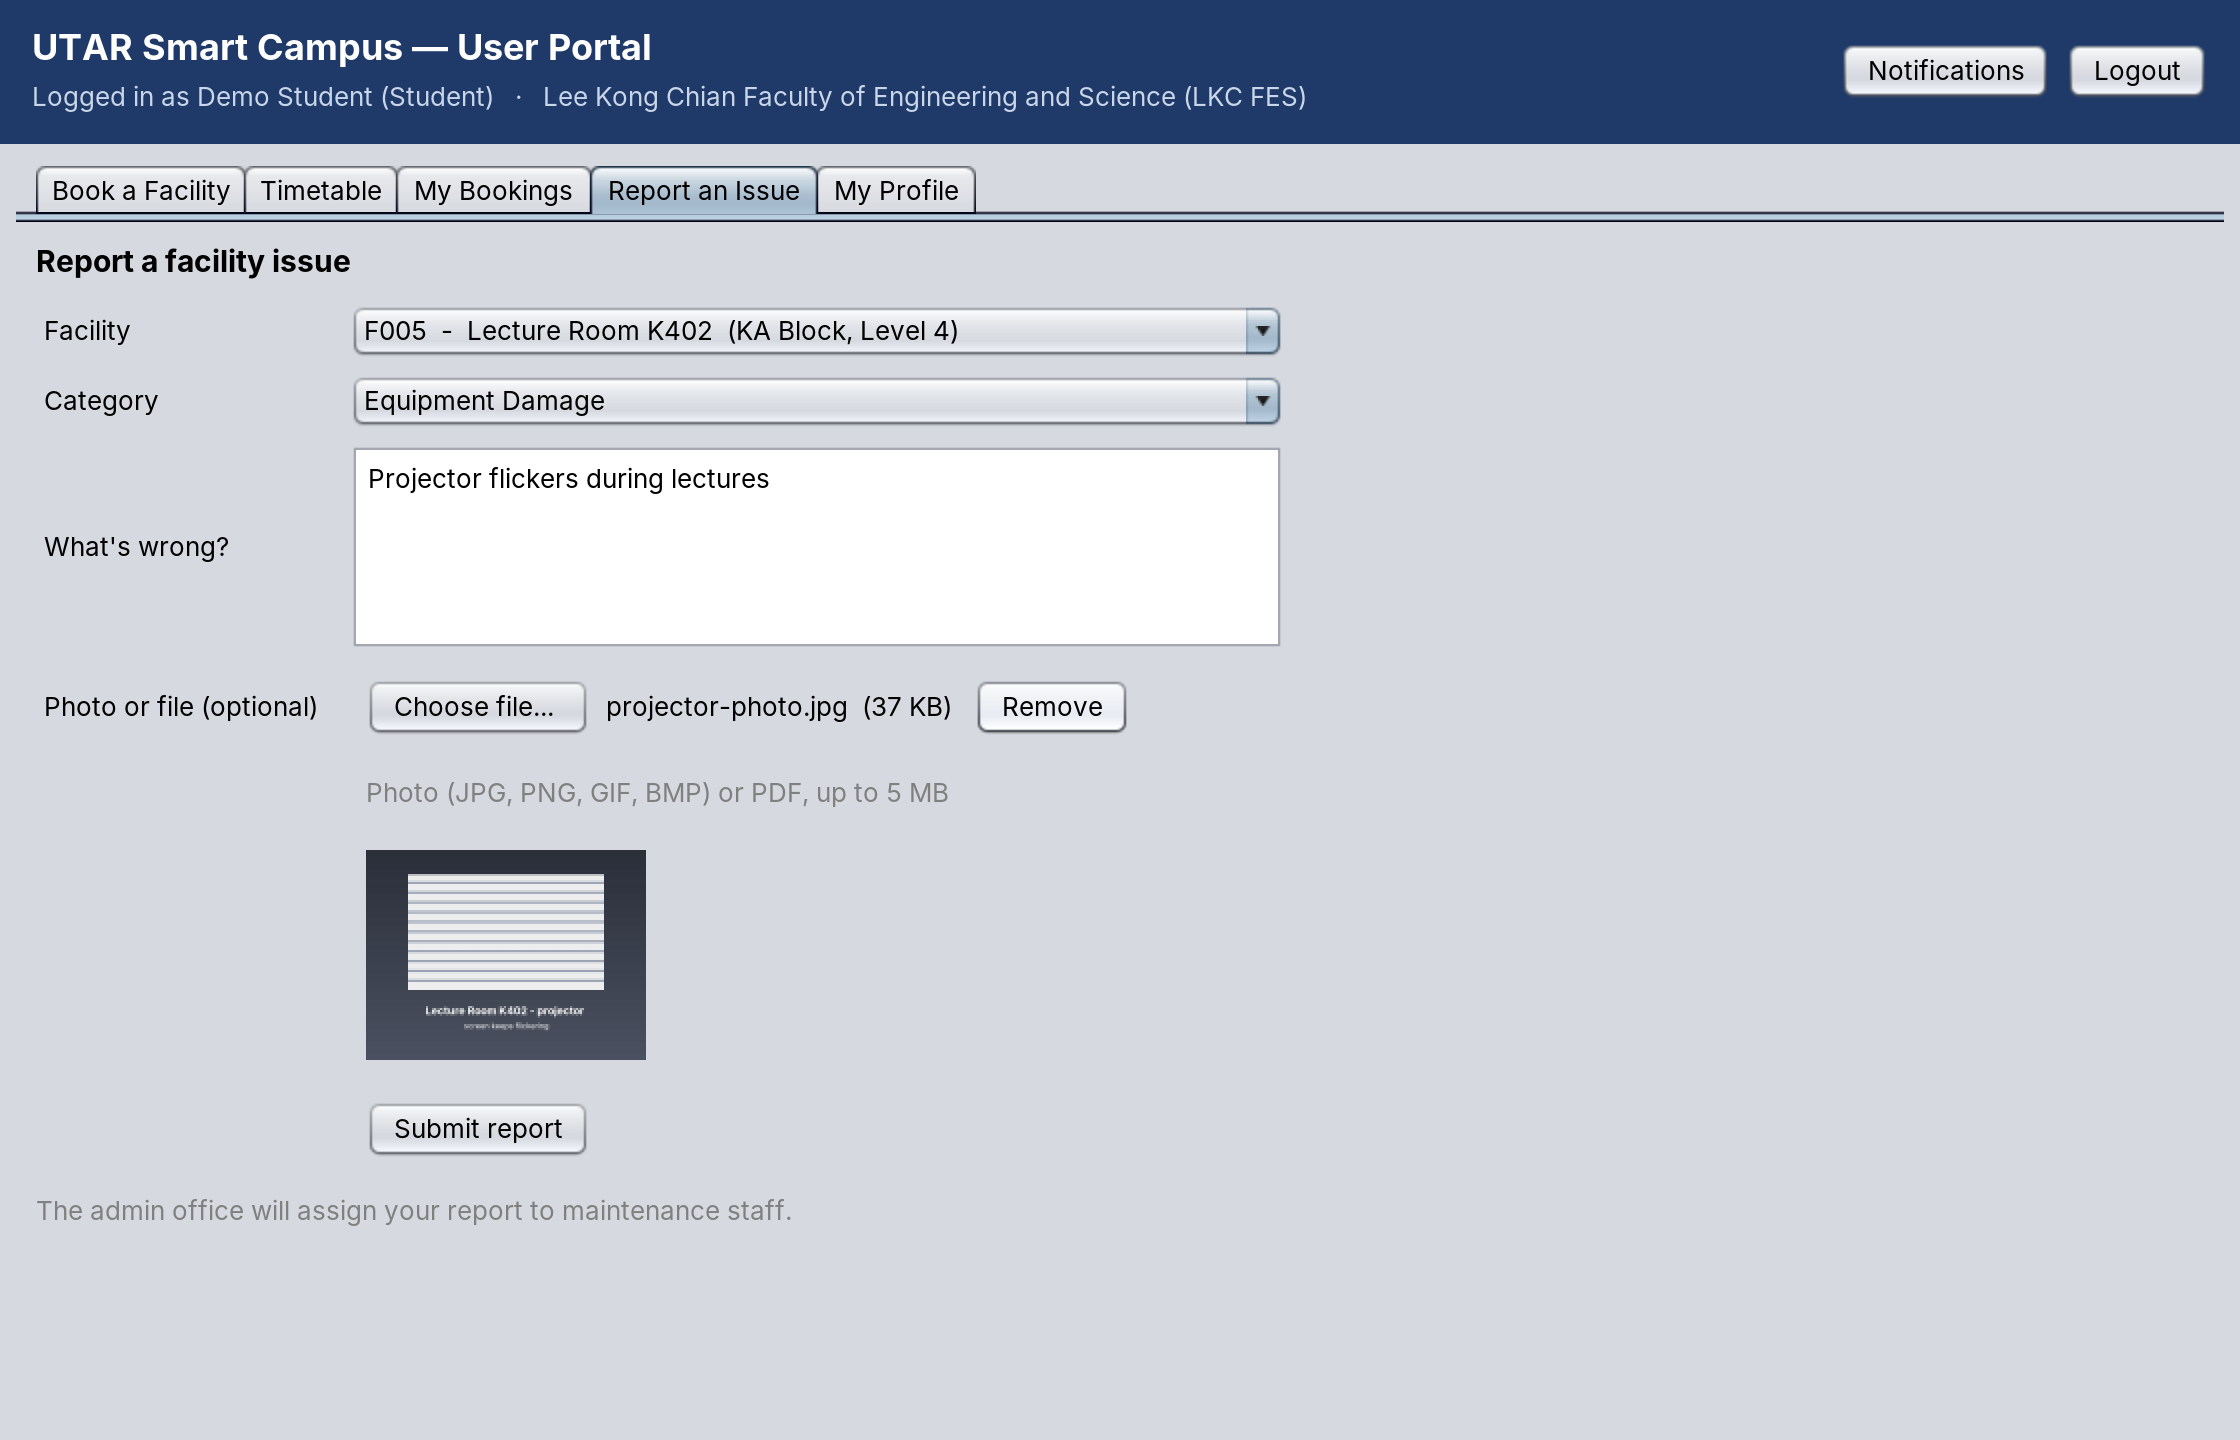 UTAR Smart Campus — User Portal
Logged in as Demo Student (Student) · Lee Kong Chian Faculty of Engineering and Science (LKC FES)
Notifications
Logout
Book a Facility
Timetable
My Bookings
Report an Issue
My Profile
Report a facility issue
Facility
F005 - Lecture Room K402 (KA Block, Level 4)
Category
Equipment Damage
What's wrong?
Projector flickers during lectures
Photo or file (optional)
Choose file...
projector-photo.jpg (37 KB)
Remove
Photo (JPG, PNG, GIF, BMP) or PDF, up to 5 MB
Lecture Room K402 - projector
screen keeps flickering
Submit report
The admin office will assign your report to maintenance staff.